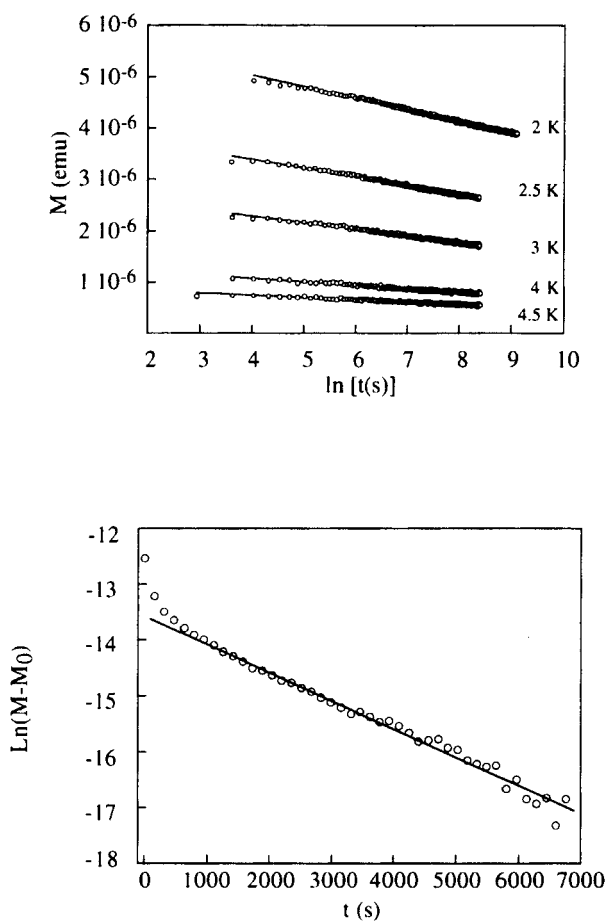 6 10-6
5 10-6
4 10-6
3 10-6
2 10-6
1 10-6
M (emu)
2 K
2.5 K
3 K
4 K
4.5 K
2 3 4 5 6 7 8 9 10
ln [t(s)]
-12
-13
-14
-15
-16
-17
-18
Ln(M-M0)
0 1000 2000 3000 4000 5000 6000 7000
t (s)